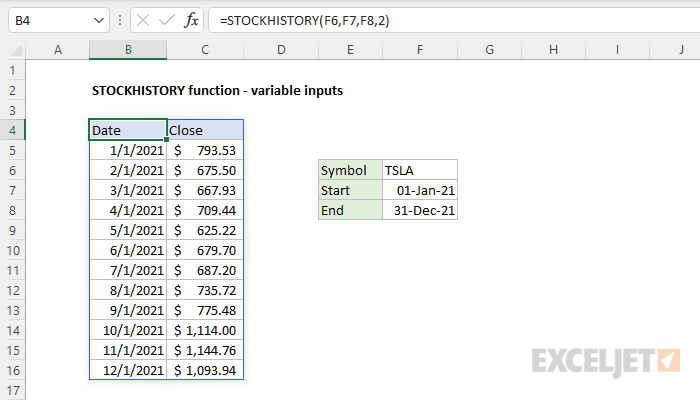 B4 fx =STOCKHISTORY(F6,F7,F8,2)
A B C D E F G H I J
1
2 STOCKHISTORY function - variable inputs
3
4 Date Close
5 1/1/2021 $ 793.53
6 2/1/2021 $ 675.50 Symbol TSLA
7 3/1/2021 $ 667.93 Start 01-Jan-21
8 4/1/2021 $ 709.44 End 31-Dec-21
9 5/1/2021 $ 625.22
10 6/1/2021 $ 679.70
11 7/1/2021 $ 687.20
12 8/1/2021 $ 735.72
13 9/1/2021 $ 775.48
14 10/1/2021 $ 1,114.00
15 11/1/2021 $ 1,144.76
16 12/1/2021 $ 1,093.94
17
EXCELJET